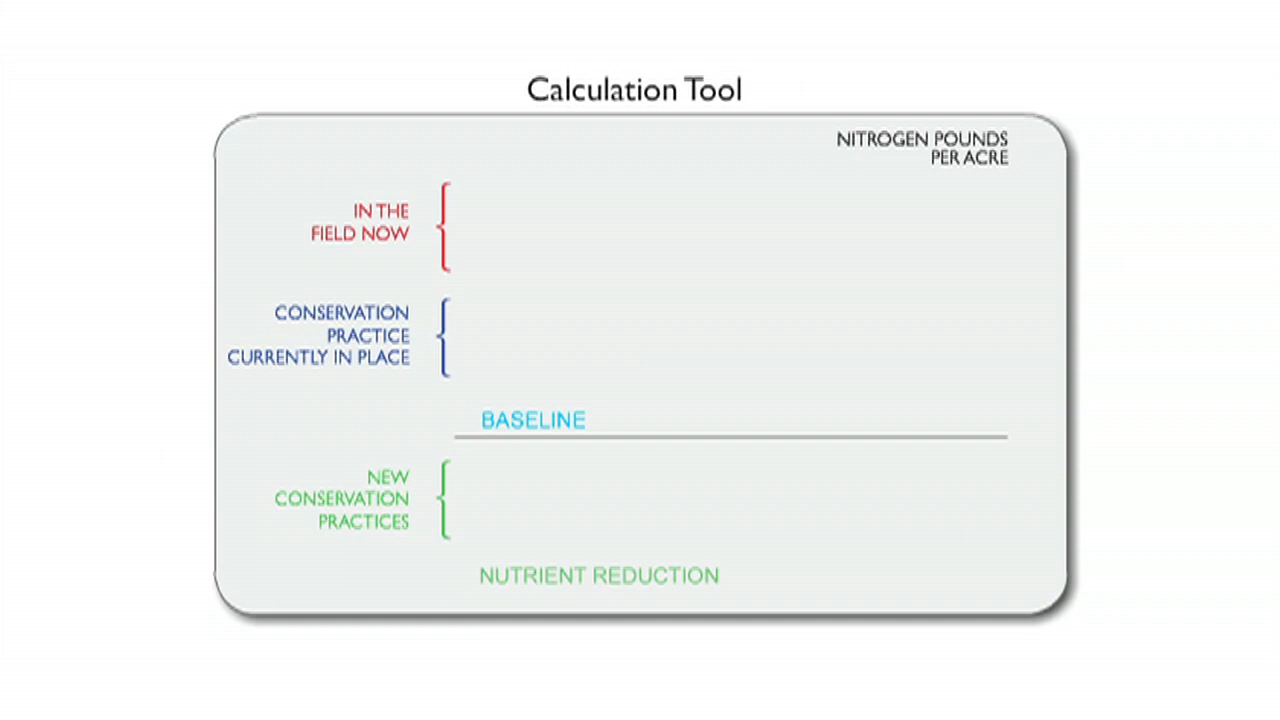 Calculation Tool
NITROGEN POUNDS
PER ACRE
IN THE
FIELD NOW
CONSERVATION
PRACTICE
CURRENTLY IN PLACE
BASELINE
NEW
CONSERVATION
PRACTICES
NUTRIENT REDUCTION